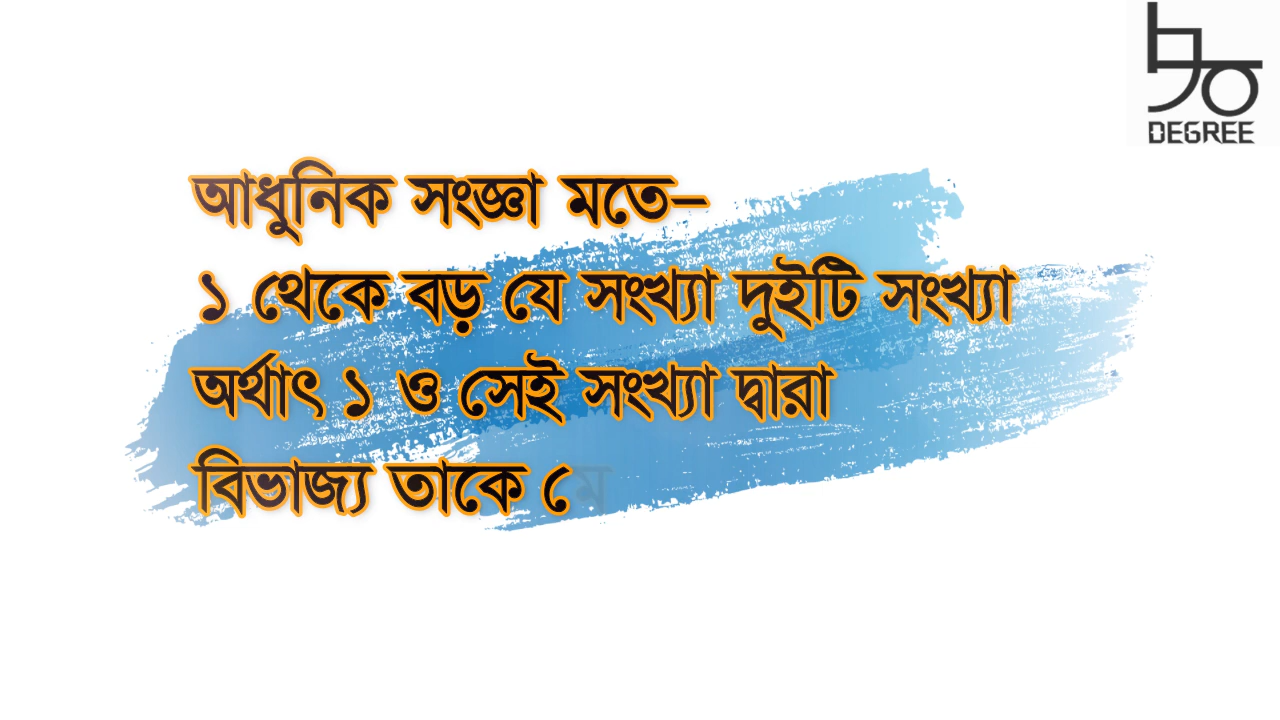 আধুনিক সংজ্ঞা মতে-
১ থেকে বড় যে সংখ্যা দুইটি সংখ্যা
অর্থাৎ ১ ও সেই সংখ্যা দ্বারা
বিভাজ্য তাকে মে
DEGREE